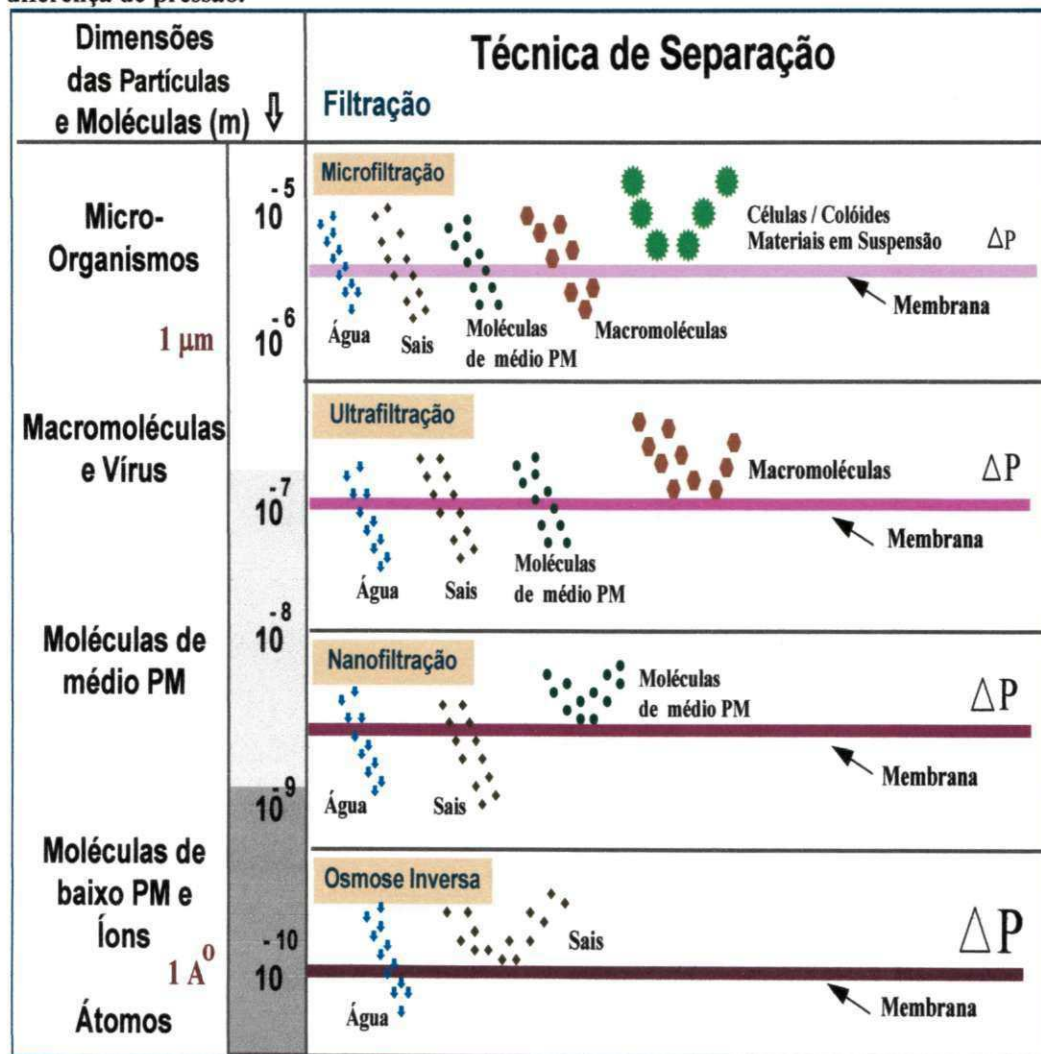 diferença de pressão.
Dimensões
das Partículas
e Moléculas (m)
Técnica de Separação
Filtração
Micro-
Organismos
1 µm
10
-5
10
-6
Microfiltração
Células / Colóides
Materiais em Suspensão
ΔP
Membrana
Água
Sais
Moléculas
de médio PM
Macromoléculas
Macromoléculas
e Vírus
10
-7
Ultrafiltração
Macromoléculas
ΔP
Membrana
Água
Sais
Moléculas
de médio PM
Moléculas de
médio PM
10
-8
10
-9
Nanofiltração
Moléculas
de médio PM
ΔP
Membrana
Água
Sais
Moléculas de
baixo PM e
Íons
1 A⁰
Átomos
10
-10
Osmose Inversa
Sais
ΔP
Membrana
Água